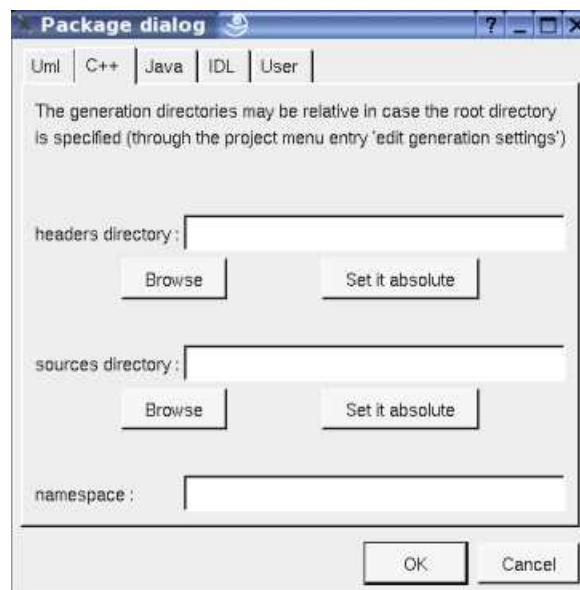 Package dialog
Uml C++ Java IDL User
The generation directories may be relative in case the root directory
is specified (through the project menu entry 'edit generation settings')
headers directory :
Browse Set it absolute
sources directory :
Browse Set it absolute
namespace :
OK Cancel